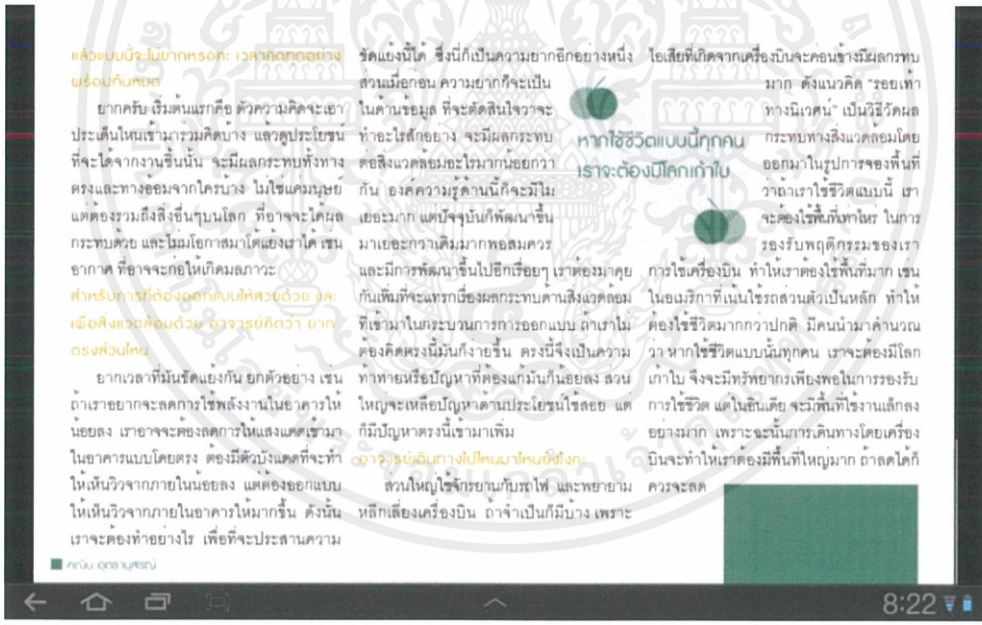 แล้วแบบนี้จะไม่ยากหรอคะ เวลาคิดทุกอย่าง
พร้อมกันหมด
ยากครับ เริ่มต้นแรกคือ ตัวความคิดจะเอา
ประเด็นไหนเข้ามาร่วมคิดบ้าง แล้วดูประโยชน์
ที่จะได้จากงานชิ้นนั้น จะมีผลกระทบทั้งทาง
ตรงและทางอ้อมจากใครบ้าง ไม่ใช่แค่มนุษย์
แต่ต้องรวมถึงสิ่งอื่นๆบนโลก ที่อาจจะได้ผล
กระทบด้วย และไม่มีโอกาสมาโต้แย้งเราได้ เช่น
อากาศ ที่อาจจะก่อให้เกิดมลภาวะ
สำหรับการที่ต้องออกแบบให้สวยด้วย และ
เพื่อสิ่งแวดล้อมด้วย อาจารย์คิดว่า ยาก
ตรงส่วนไหน
ยากเวลาที่มันขัดแย้งกัน ยกตัวอย่าง เช่น
ถ้าเราอยากจะลดการใช้พลังงานในอาคารให้
น้อยลง เราอาจจะต้องลดการให้แสงแดดเข้ามา
ในอาคารแบบโดยตรง ต้องมีตัวบังแดดที่จะทำ
ให้เห็นวิวจากภายในน้อยลง แต่ต้องออกแบบ
ให้เห็นวิวจากภายในอาคารให้มากขึ้น ดังนั้น
เราจะต้องทำอย่างไร เพื่อที่จะประสานความ
ขัดแย้งนี้ได้ ซึ่งนี่ก็เป็นความยากอีกอย่างหนึ่ง
ส่วนเมื่อก่อน ความยากก็จะเป็น
ในด้านข้อมูล ที่จะตัดสินใจว่าจะ
ทำอะไรสักอย่าง จะมีผลกระทบ
ต่อสิ่งแวดล้อมอะไรมากน้อยกว่า
กัน องค์ความรู้ด้านนี้ก็จะมีไม่
เยอะมาก แต่ปัจจุบันก็พัฒนาขึ้น
มาเยอะกว่าเดิมมากพอสมควร
และมีการพัฒนาขึ้นไปอีกเรื่อยๆ เราต้องมาคุย
กันเพิ่มที่จะแทรกเรื่องผลกระทบด้านสิ่งแวดล้อม
ที่เข้ามาในกระบวนการการออกแบบ ถ้าเราไม่
ต้องคิดตรงนี้มันก็ง่ายขึ้น ตรงนี้จึงเป็นความ
ท้าทายหรือปัญหาที่ต้องแก้มันก็น้อยลง ส่วน
ใหญ่จะเหลือปัญหาด้านประโยชน์ใช้สอย แต่
ก็มีปัญหาตรงนี้เข้ามาเพิ่ม
อาจารย์เดินทางไปไหนมาไหนยังไงคะ
ส่วนใหญ่ใช้จักรยานกับรถไฟ และพยายาม
หลีกเลี่ยงเครื่องบิน ถ้าจำเป็นก็มีบ้าง เพราะ
หากใช้ชีวิตแบบนี้ทุกคน
เราจะต้องมีโลกเก้าใบ
ไอเสียที่เกิดจากเครื่องบินจะค่อนข้างมีผลกระทบ
มาก ดังแนวคิด “รอยเท้า
ทางนิเวศน์” เป็นวิธีวัดผล
กระทบทางสิ่งแวดล้อมโดย
ออกมาในรูปการจองพื้นที่
ว่าถ้าเราใช้ชีวิตแบบนี้ เรา
จะต้องใช้พื้นที่เท่าไหร่ ในการ
รองรับพฤติกรรมของเรา
การใช้เครื่องบิน ทำให้เราต้องใช้พื้นที่มาก เช่น
ในอเมริกาที่เน้นใช้รถส่วนตัวเป็นหลัก ทำให้
ต้องใช้ชีวิตมากกว่าปกติ มีคนนำมาคำนวณ
ว่า หากใช้ชีวิตแบบนั้นทุกคน เราจะต้องมีโลก
เก้าใบ จึงจะมีทรัพยากรเพียงพอในการรองรับ
การใช้ชีวิต แต่ในอินเดีย จะมีพื้นที่ใช้งานเล็กลง
อย่างมาก เพราะฉะนั้นการเดินทางโดยเครื่อง
บินจะทำให้เราต้องมีพื้นที่ใหญ่มาก ถ้าลดได้ก็
ควรจะลด
คณิน อุตรานุสรณ์
8:22